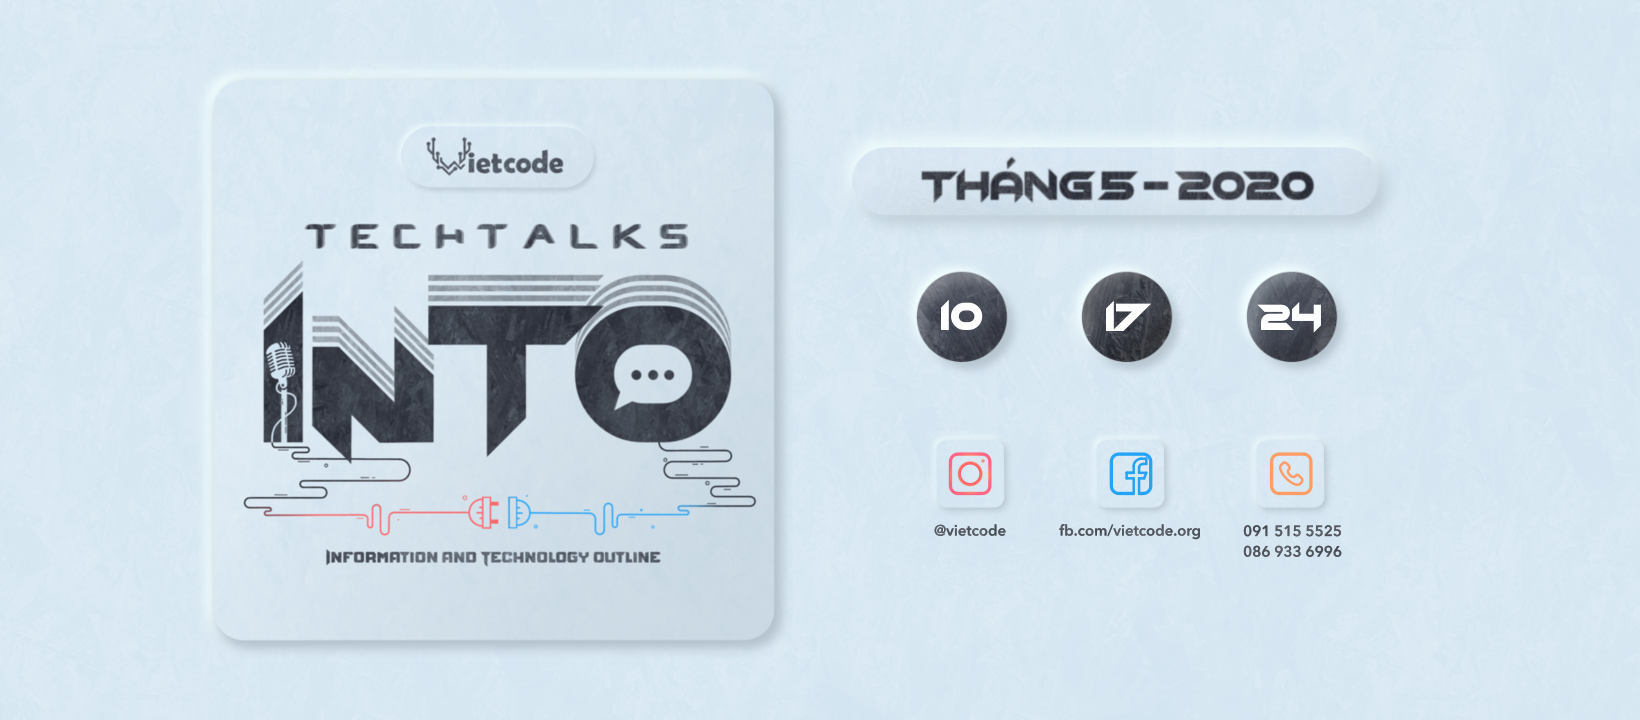 Vietcode
TECHTALKS
INTO
INFORMATION AND TECHNOLOGY OUTLINE
THÁNG 5 - 2020
10
17
24
@vietcode
fb.com/vietcode.org
091 515 5525
086 933 6996